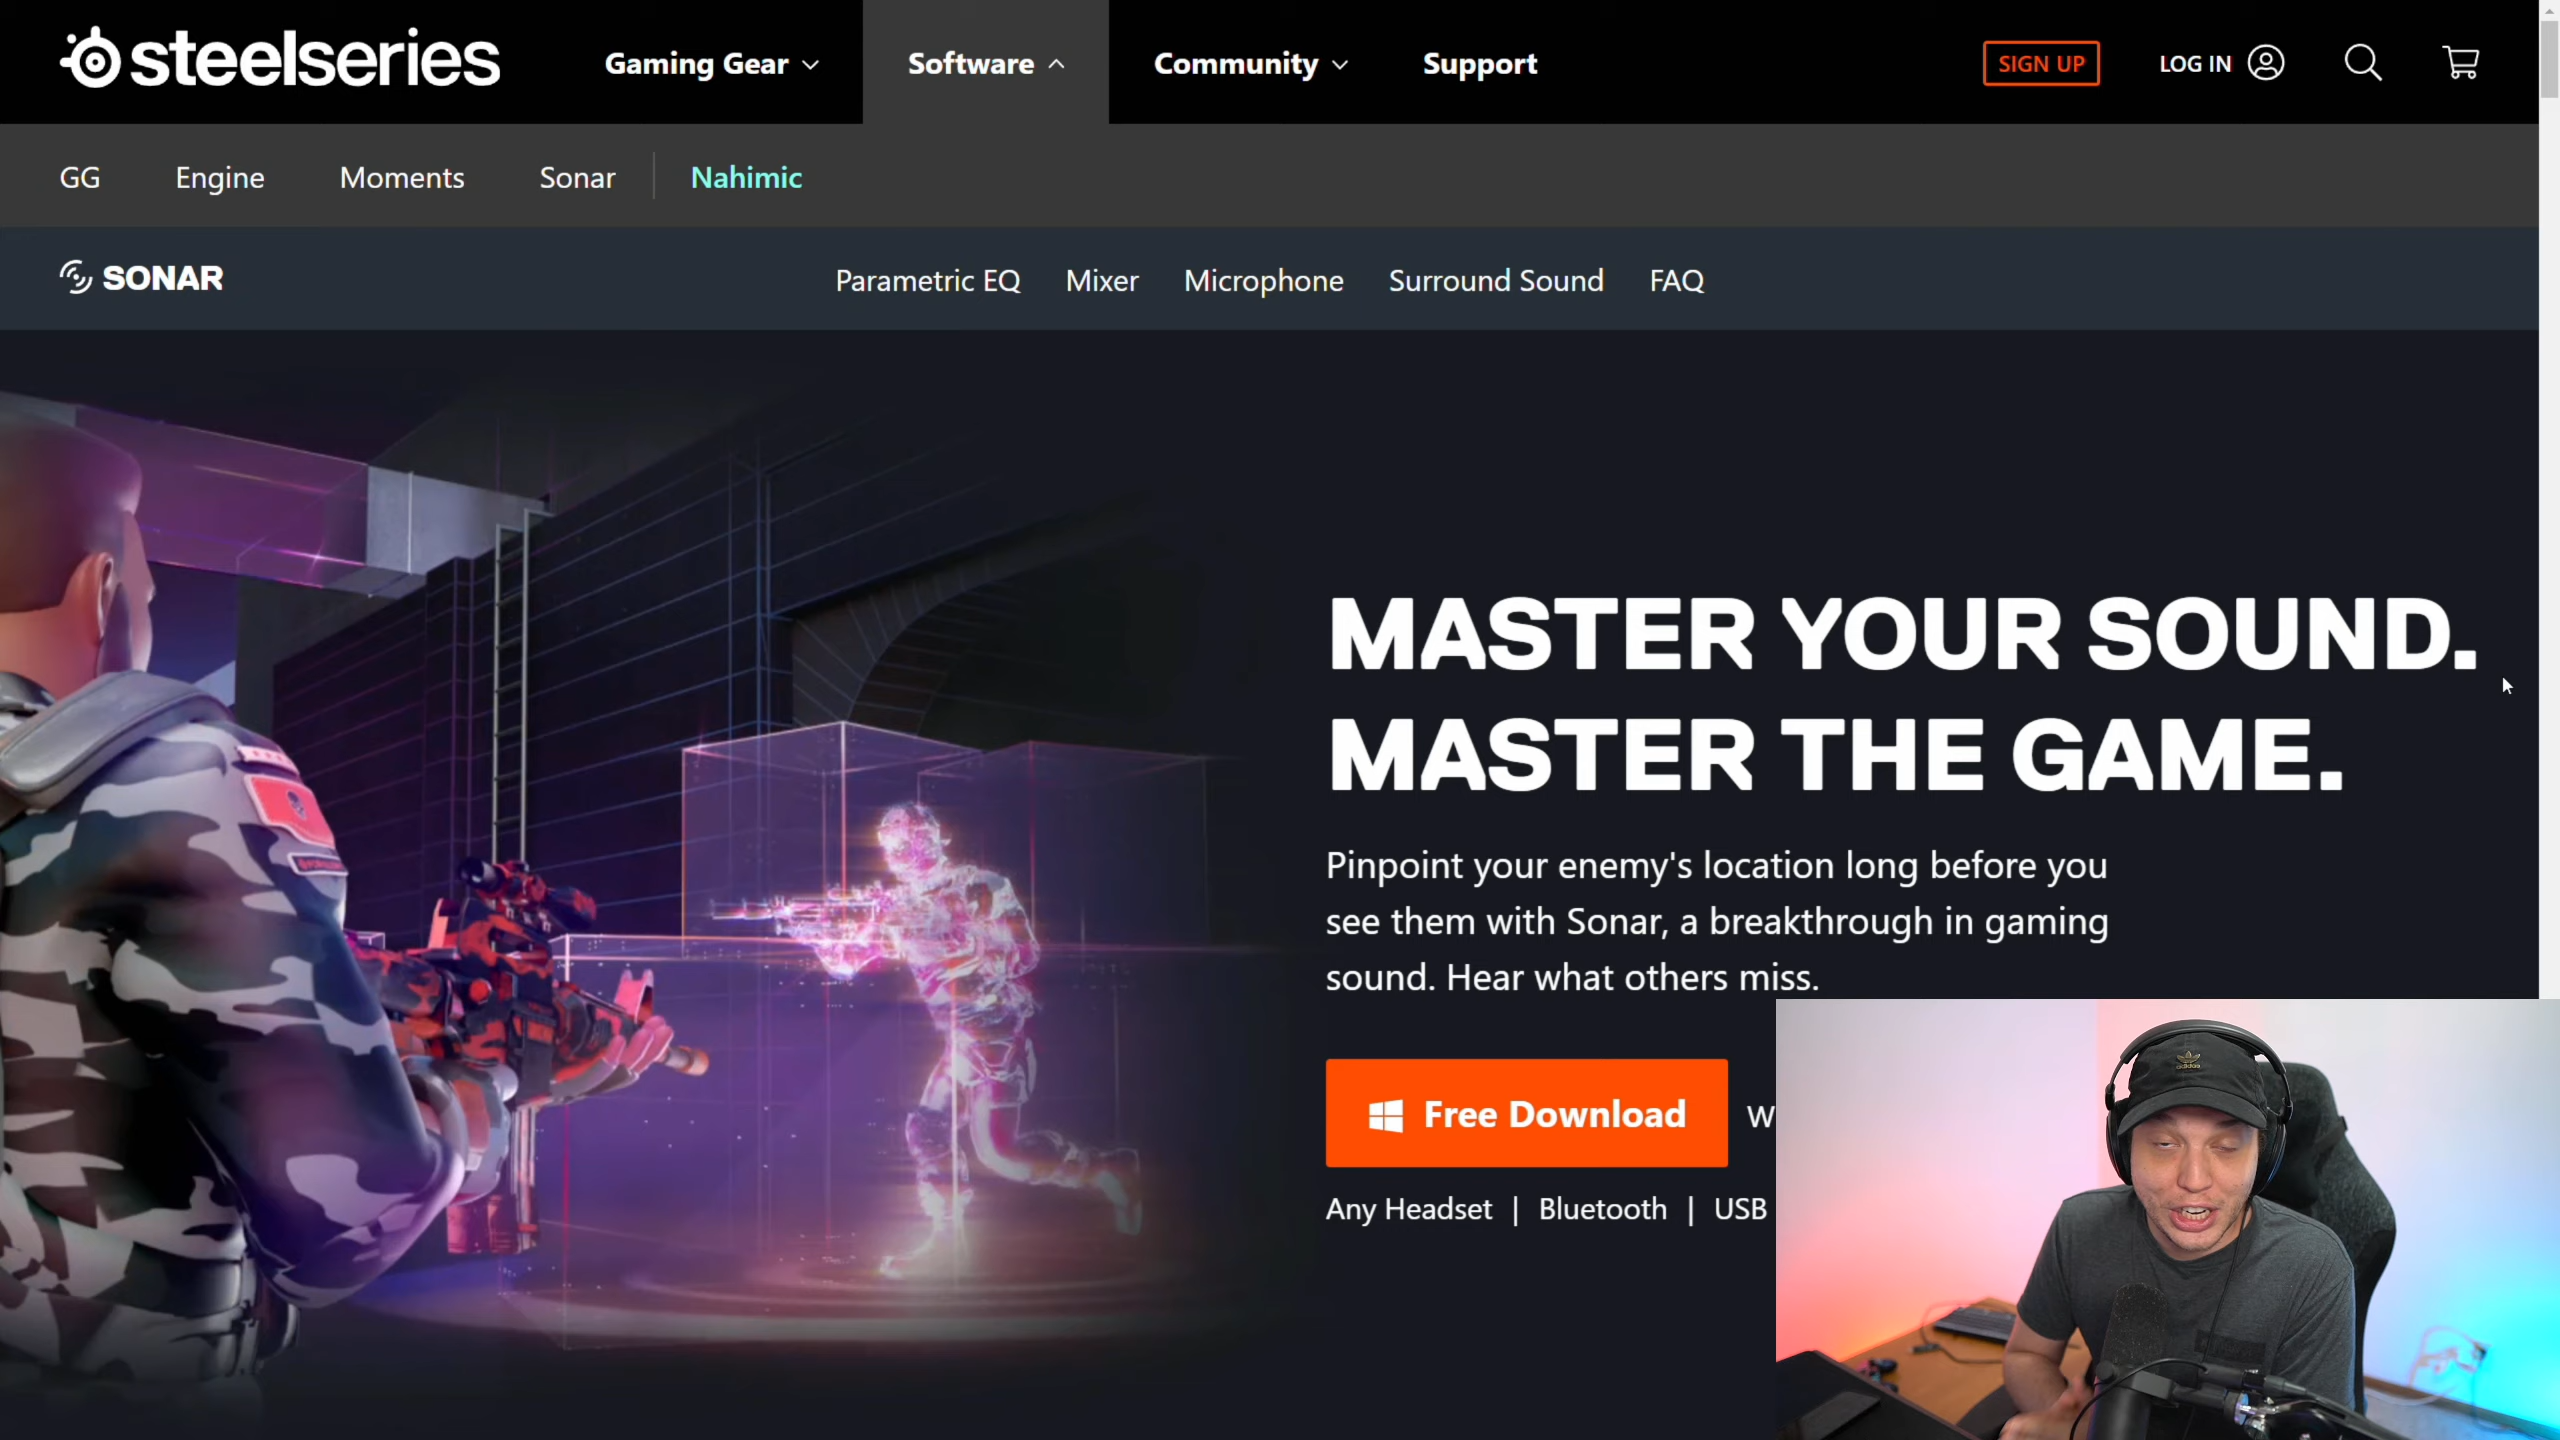 steelseries
Gaming Gear
Software
Community
Support
SIGN UP
LOG IN
GG
Engine
Moments
Sonar
Nahimic
SONAR
Parametric EQ
Mixer
Microphone
Surround Sound
FAQ
MASTER YOUR SOUND.
MASTER THE GAME.
Pinpoint your enemy's location long before you
see them with Sonar, a breakthrough in gaming
sound. Hear what others miss.
Free Download
Any Headset | Bluetooth | USB
adidas